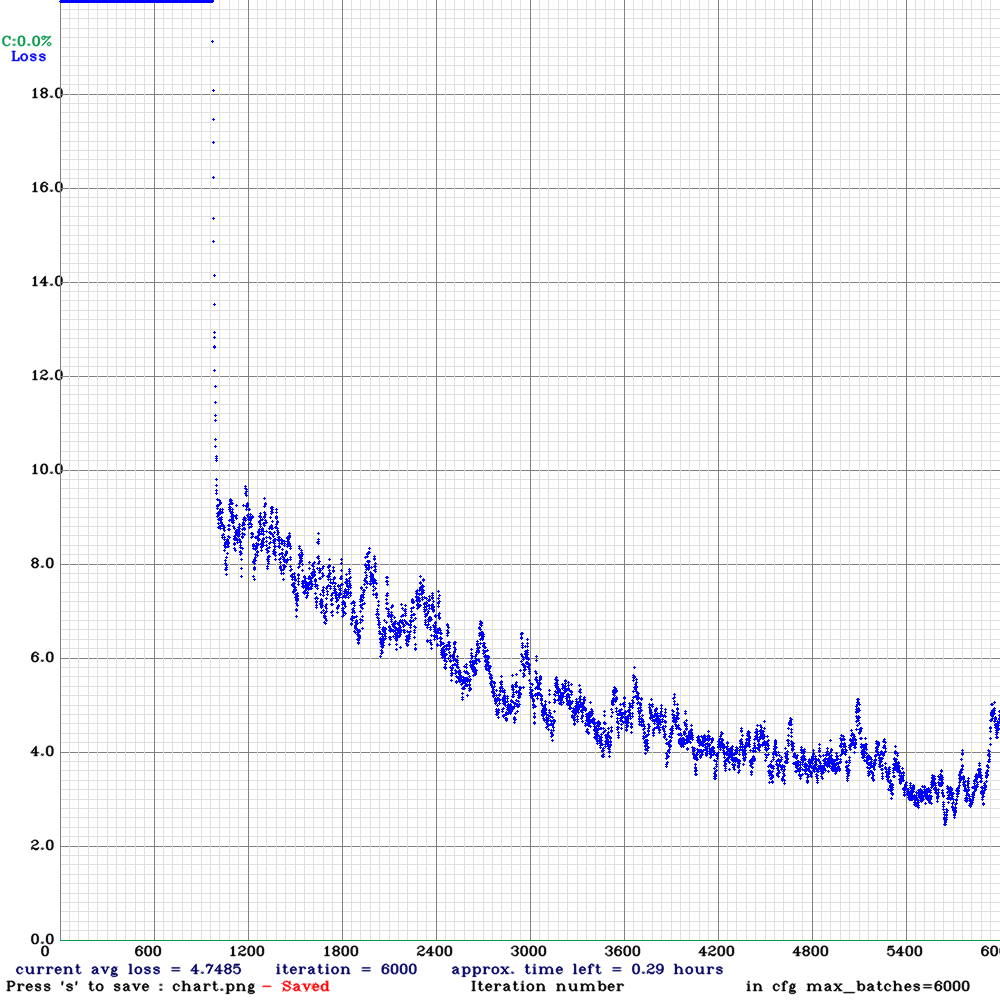 C:0.0%
Loss
18.0
16.0
14.0
12.0
10.0
8.0
6.0
4.0
2.0
0.0
0 600 1200 1800 2400 3000 3600 4200 4800 5400 60
current avg loss = 4.7485 iteration = 6000 approx. time left = 0.29 hours
Press 's' to save : chart.png - Saved Iteration number in cfg max_batches=6000